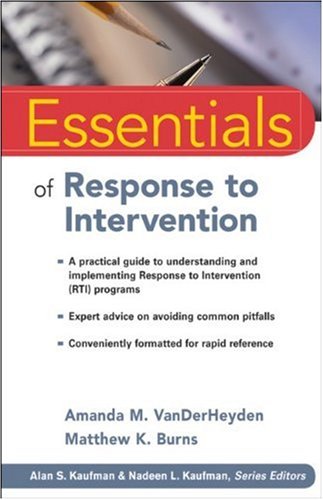 Essentials
of Response to
Intervention
A practical guide to understanding and
implementing Response to Intervention
(RTI) programs
Expert advice on avoiding common pitfalls
Conveniently formatted for rapid reference
Amanda M. VanDerHeyden
Matthew K. Burns
Alan S. Kaufman & Nadeen L. Kaufman, Series Editors